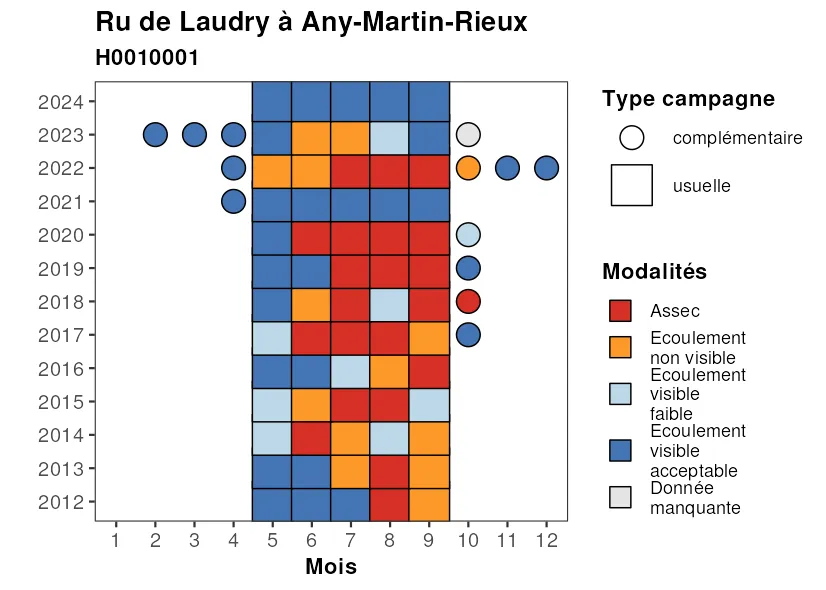 Ru de Laudry à Any-Martin-Rieux
H0010001
2024
2023
2022
2021
2020
2019
2018
2017
2016
2015
2014
2013
2012
1 2 3 4 5 6 7 8 9 10 11 12
Mois
Type campagne
complémentaire
usuelle
Modalités
Assec
Ecoulement
non visible
Ecoulement
visible
faible
Ecoulement
visible
acceptable
Donnée
manquante